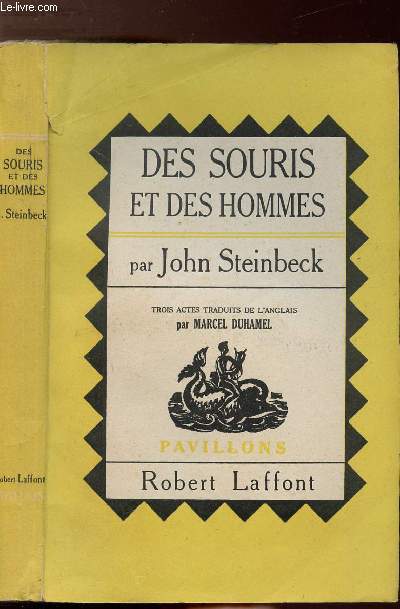 Le-livre.com
DES
SOURIS
ET DES
HOMMES
. Steinbeck
obert Laffont
DES SOURIS
ET DES HOMMES
par John Steinbeck
TROIS ACTES TRADUITS DE L'ANGLAIS
par MARCEL DUHAMEL
PAVILLONS
Robert Laffont